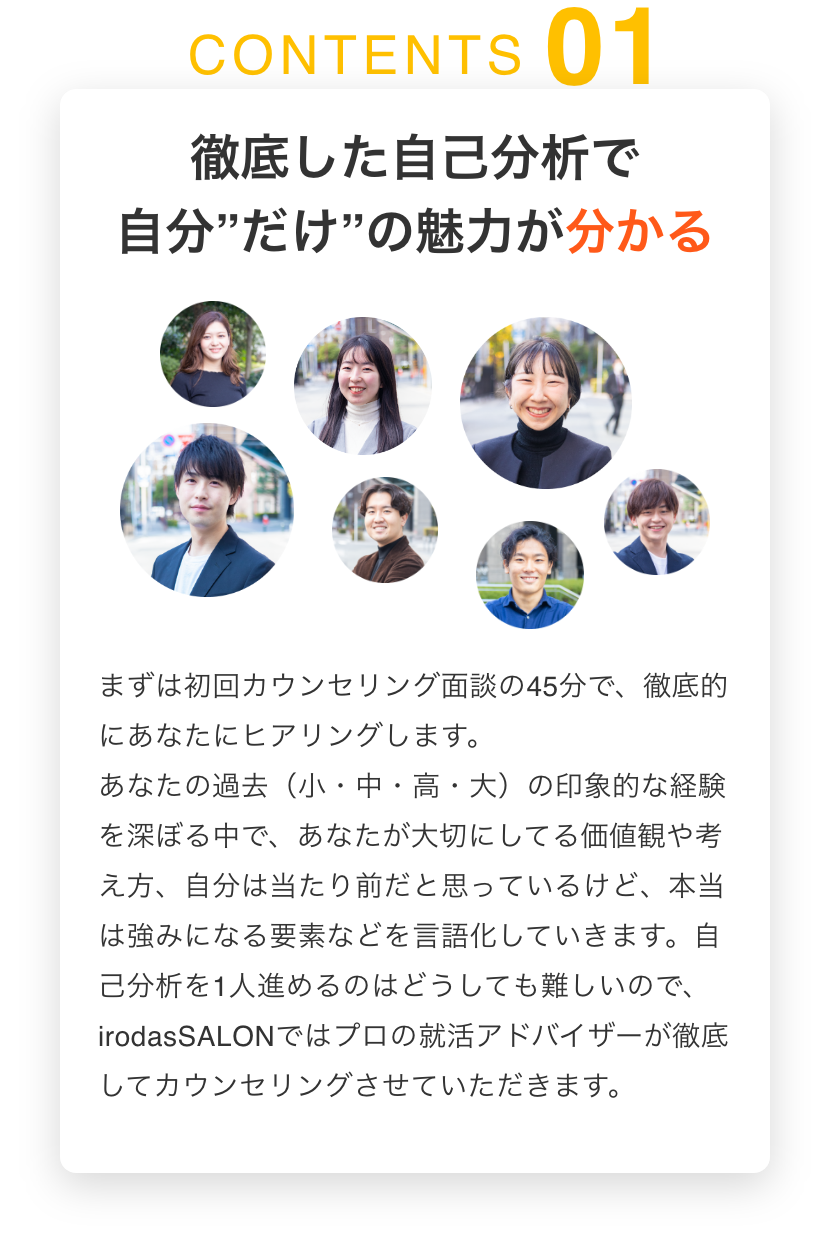 CONTENTS 01
徹底した自己分析で
自分”だけ”の魅力が分かる
まずは初回カウンセリング面談の45分で、徹底的
にあなたにヒアリングします。
あなたの過去（小・中・高・大）の印象的な経験
を深ぼる中で、あなたが大切にしてる価値観や考
え方、自分は当たり前だと思っているけど、本当
は強みになる要素などを言語化していきます。自
己分析を1人進めるのはどうしても難しいので、
irodasSALONではプロの就活アドバイザーが徹底
してカウンセリングさせていただきます。